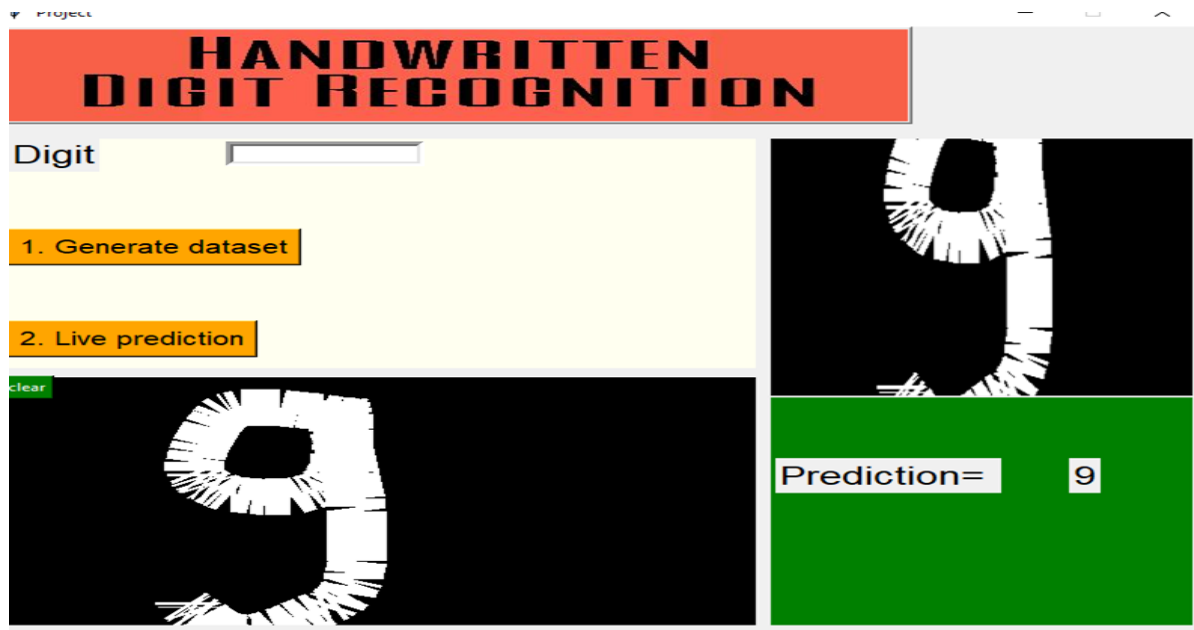 Project
HANDWRITTEN
DIGIT RECOGNITION
Digit
1. Generate dataset
2. Live prediction
clear
9
9
Prediction= 9